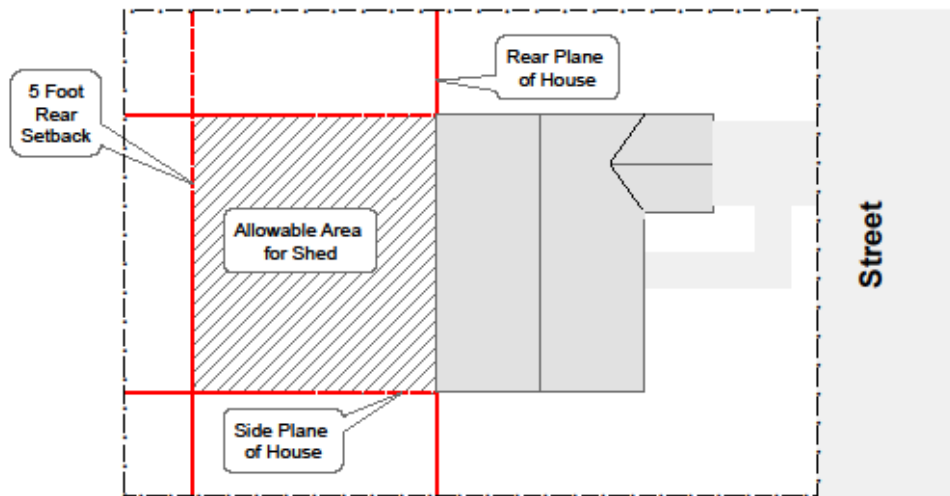 Rear Plane
of House
5 Foot
Rear
Setback
Allowable Area
for Shed
Street
Side Plane
of House